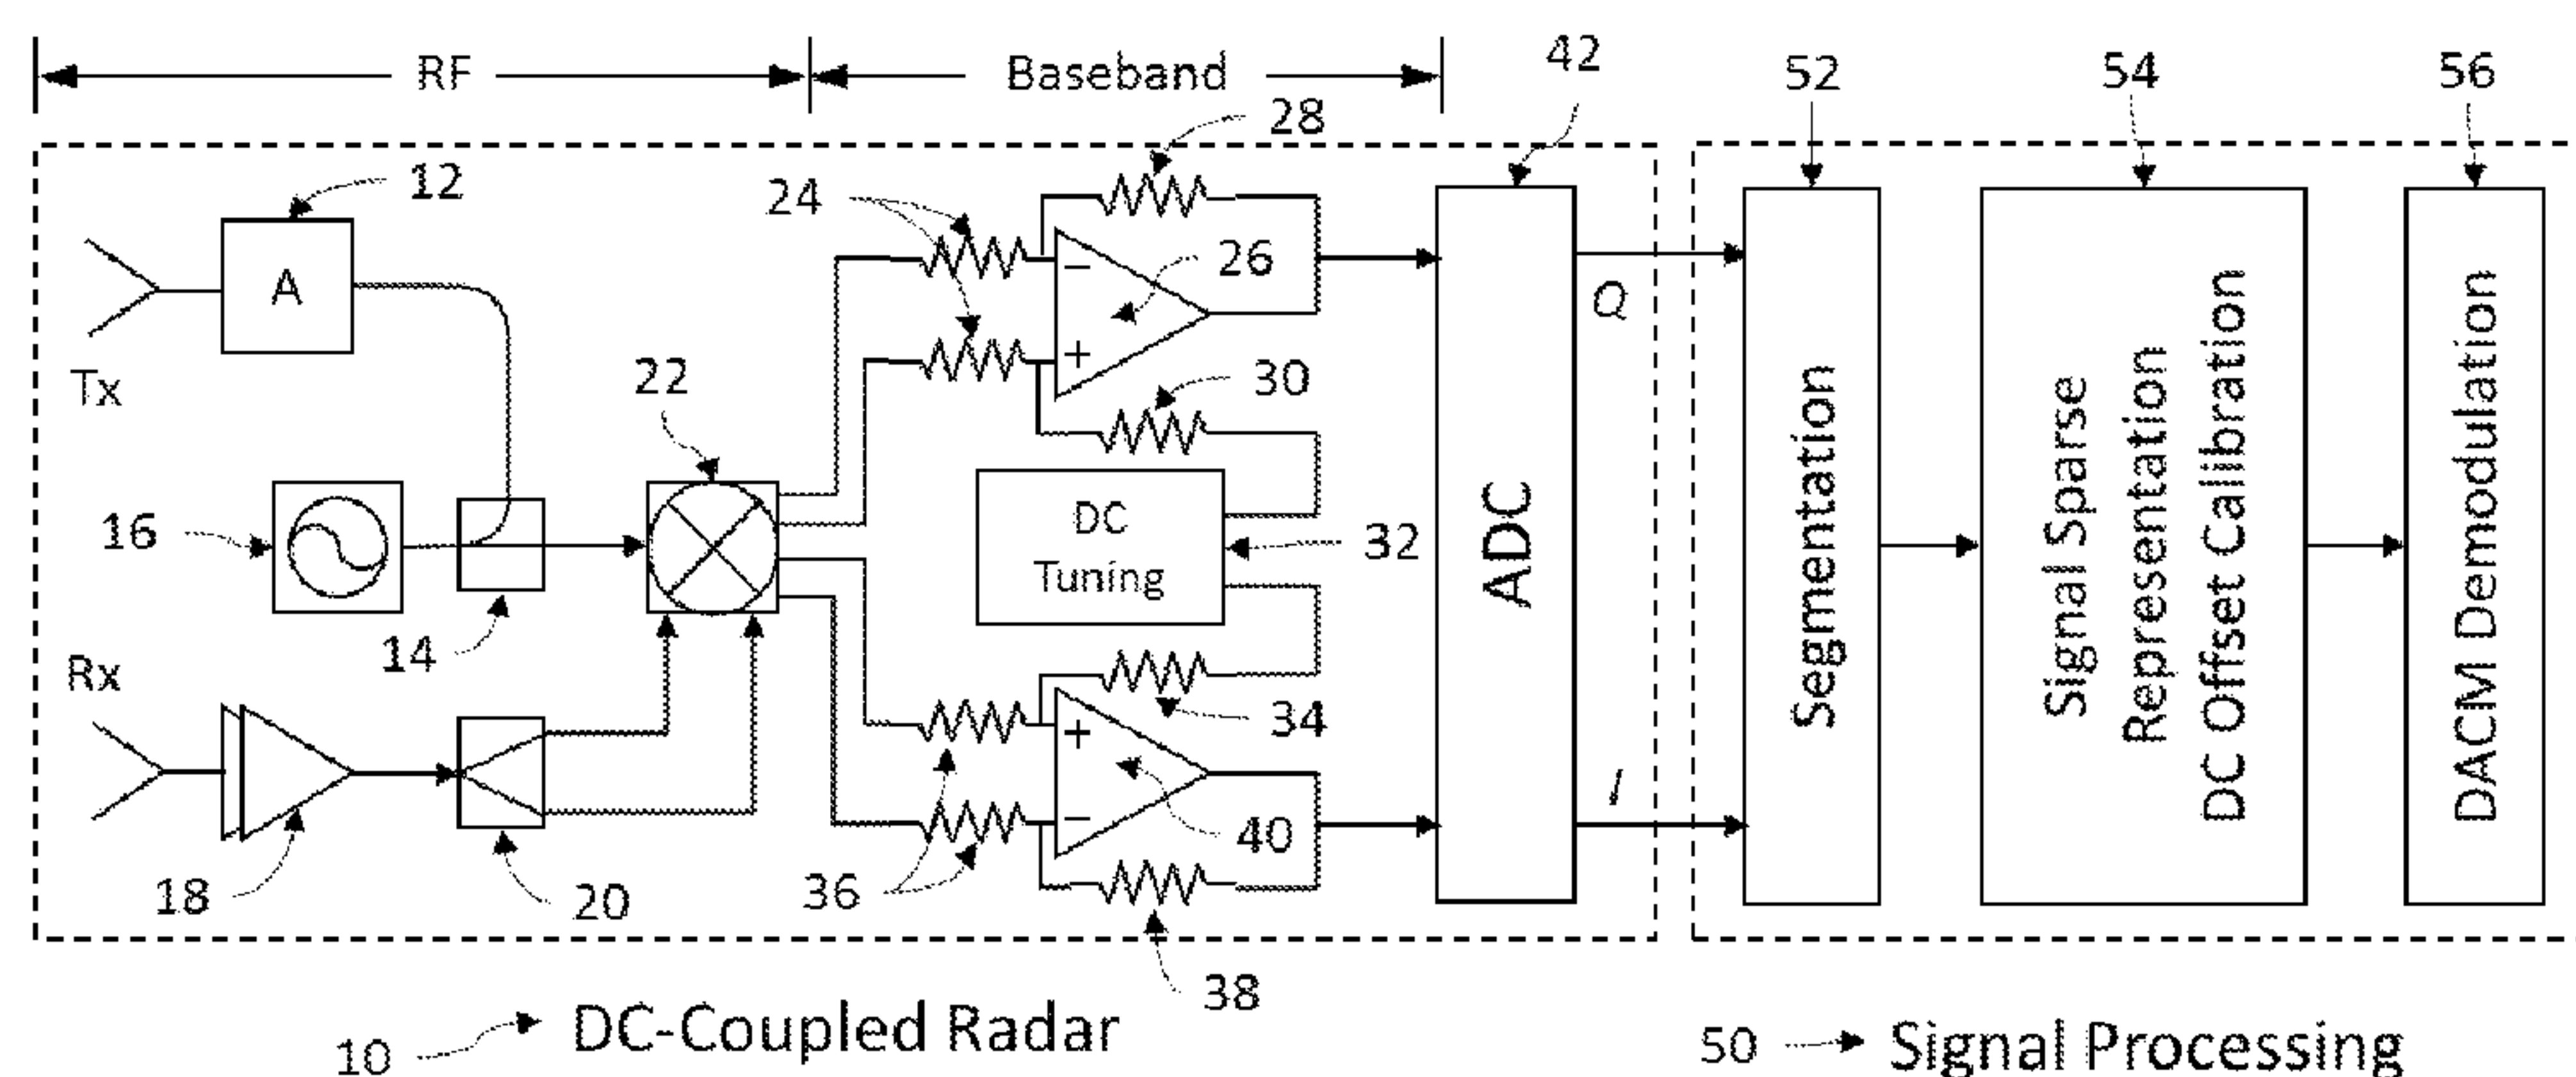 RF
Baseband
42
52
54
56
28
12
24
A
26
Q
Tx
22
30
16
DC
Tuning
32
ADC
Segmentation
Signal Sparse
Representation
DC Offset Calibration
DACM Demodulation
14
Rx
34
I
18
20
36
40
38
10
DC-Coupled Radar
50
Signal Processing
−
+
+
−